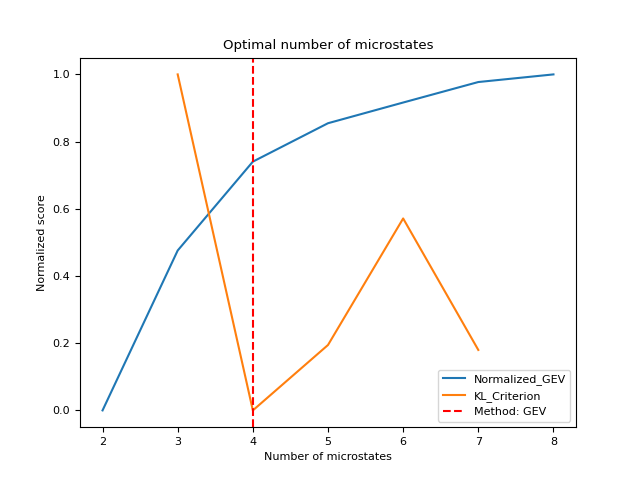 Optimal number of microstates
Normalized score
1.0
0.8
0.6
0.4
0.2
0.0
2 3 4 5 6 7 8
Number of microstates
Normalized_GEV
KL_Criterion
Method: GEV